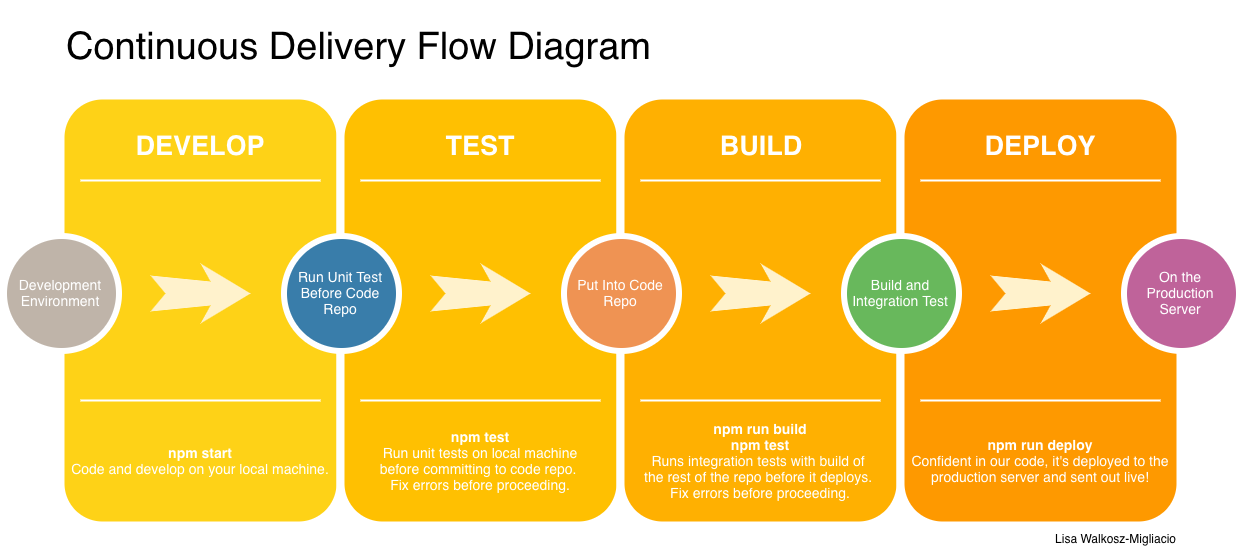 Continuous Delivery Flow Diagram
DEVELOP
TEST
BUILD
DEPLOY
Development
Environment
Run Unit Test
Before Code
Repo
Put Into Code
Repo
Build and
Integration Test
On the
Production
Server
npm start
Code and develop on your local machine.
npm test
Run unit tests on local machine
before committing to code repo.
Fix errors before proceeding.
npm run build
npm test
Runs integration tests with build of
the rest of the repo before it deploys.
Fix errors before proceeding.
npm run deploy
Confident in our code, it's deployed to the
production server and sent out live!
Lisa Walkosz-Migliacio